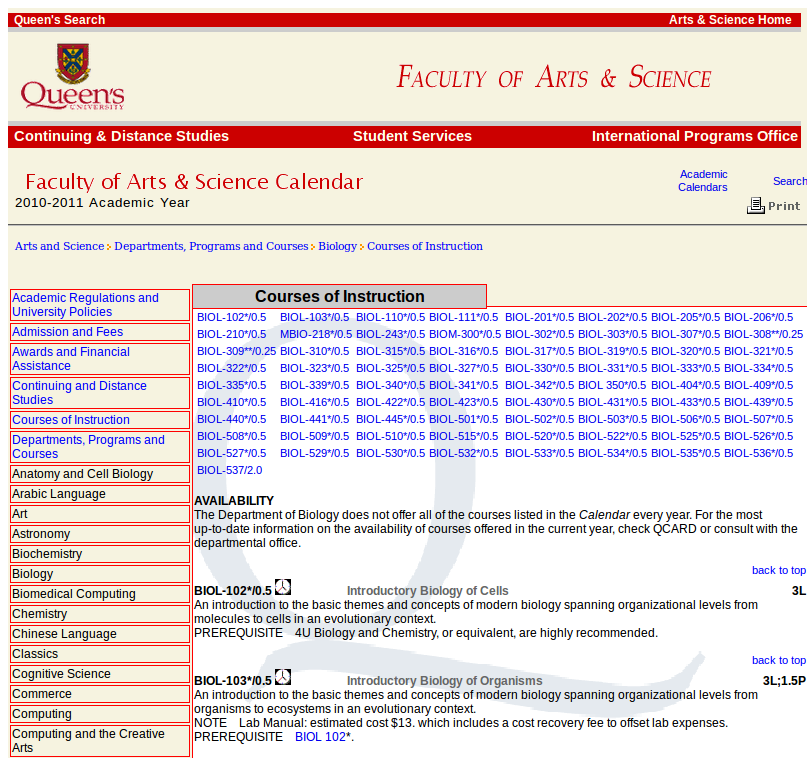 Queen's Search Arts & Science Home
Queen's
UNIVERSITY
FACULTY OF ARTS & SCIENCE
Continuing & Distance Studies Student Services International Programs Office
Faculty of Arts & Science Calendar
2010-2011 Academic Year
Academic Calendars
Search
Print
Arts and Science Departments, Programs and Courses Biology Courses of Instruction
Academic Regulations and
University Policies
Admission and Fees
Awards and Financial
Assistance
Continuing and Distance
Studies
Courses of Instruction
Departments, Programs and
Courses
Anatomy and Cell Biology
Arabic Language
Art
Astronomy
Biochemistry
Biology
Biomedical Computing
Chemistry
Chinese Language
Classics
Cognitive Science
Commerce
Computing
Computing and the Creative
Arts
Courses of Instruction
BIOL-102*/0.5 BIOL-103*/0.5 BIOL-110*/0.5 BIOL-111*/0.5 BIOL-201*/0.5 BIOL-202*/0.5 BIOL-205*/0.5 BIOL-206*/0.5
BIOL-210*/0.5 MBIO-218*/0.5 BIOL-243*/0.5 BIOM-300*/0.5 BIOL-302*/0.5 BIOL-303*/0.5 BIOL-307*/0.5 BIOL-308**/0.25
BIOL-309**/0.25 BIOL-310*/0.5 BIOL-315*/0.5 BIOL-316*/0.5 BIOL-317*/0.5 BIOL-319*/0.5 BIOL-320*/0.5 BIOL-321*/0.5
BIOL-322*/0.5 BIOL-323*/0.5 BIOL-325*/0.5 BIOL-327*/0.5 BIOL-330*/0.5 BIOL-331*/0.5 BIOL-333*/0.5 BIOL-334*/0.5
BIOL-335*/0.5 BIOL-339*/0.5 BIOL-340*/0.5 BIOL-341*/0.5 BIOL-342*/0.5 BIOL 350*/0.5 BIOL-404*/0.5 BIOL-409*/0.5
BIOL-410*/0.5 BIOL-416*/0.5 BIOL-422*/0.5 BIOL-423*/0.5 BIOL-430*/0.5 BIOL-431*/0.5 BIOL-433*/0.5 BIOL-439*/0.5
BIOL-440*/0.5 BIOL-441*/0.5 BIOL-445*/0.5 BIOL-501*/0.5 BIOL-502*/0.5 BIOL-503*/0.5 BIOL-506*/0.5 BIOL-507*/0.5
BIOL-508*/0.5 BIOL-509*/0.5 BIOL-510*/0.5 BIOL-515*/0.5 BIOL-520*/0.5 BIOL-522*/0.5 BIOL-525*/0.5 BIOL-526*/0.5
BIOL-527*/0.5 BIOL-529*/0.5 BIOL-530*/0.5 BIOL-532*/0.5 BIOL-533*/0.5 BIOL-534*/0.5 BIOL-535*/0.5 BIOL-536*/0.5
BIOL-537/2.0
AVAILABILITY
The Department of Biology does not offer all of the courses listed in the Calendar every year. For the most
up-to-date information on the availability of courses offered in the current year, check QCARD or consult with the
departmental office.
back to top
BIOL-102*/0.5 Introductory Biology of Cells 3L
An introduction to the basic themes and concepts of modern biology spanning organizational levels from
molecules to cells in an evolutionary context.
PREREQUISITE 4U Biology and Chemistry, or equivalent, are highly recommended.
back to top
BIOL-103*/0.5 Introductory Biology of Organisms 3L;1.5P
An introduction to the basic themes and concepts of modern biology spanning organizational levels from
organisms to ecosystems in an evolutionary context.
NOTE Lab Manual: estimated cost $13. which includes a cost recovery fee to offset lab expenses.
PREREQUISITE BIOL 102*.